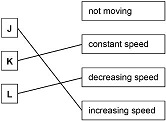 not moving
J
constant speed
K
decreasing speed
L
increasing speed